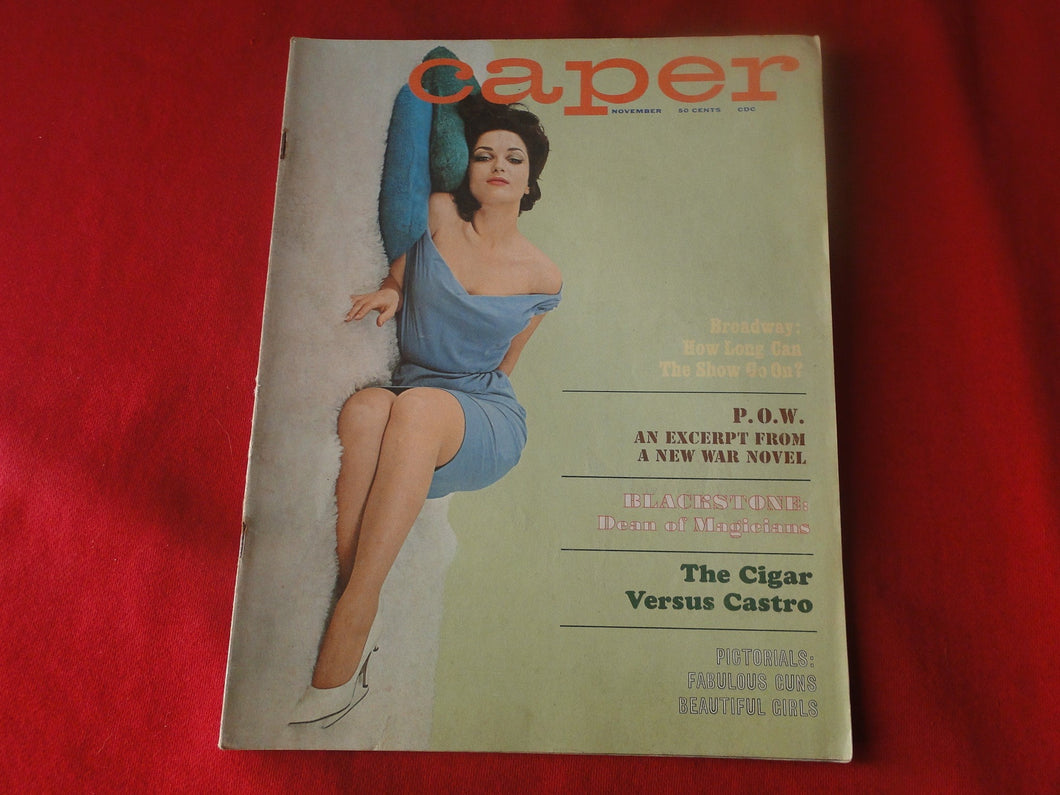 caper
NOVEMBER 50 CENTS CDC
Broadway:
How Long Can
The Show Go On?
P.O.W.
AN EXCERPT FROM
A NEW WAR NOVEL
BLACKSTONE:
Dean of Magicians
The Cigar
Versus Castro
PICTORIALS:
FABULOUS GUNS
BEAUTIFUL GIRLS